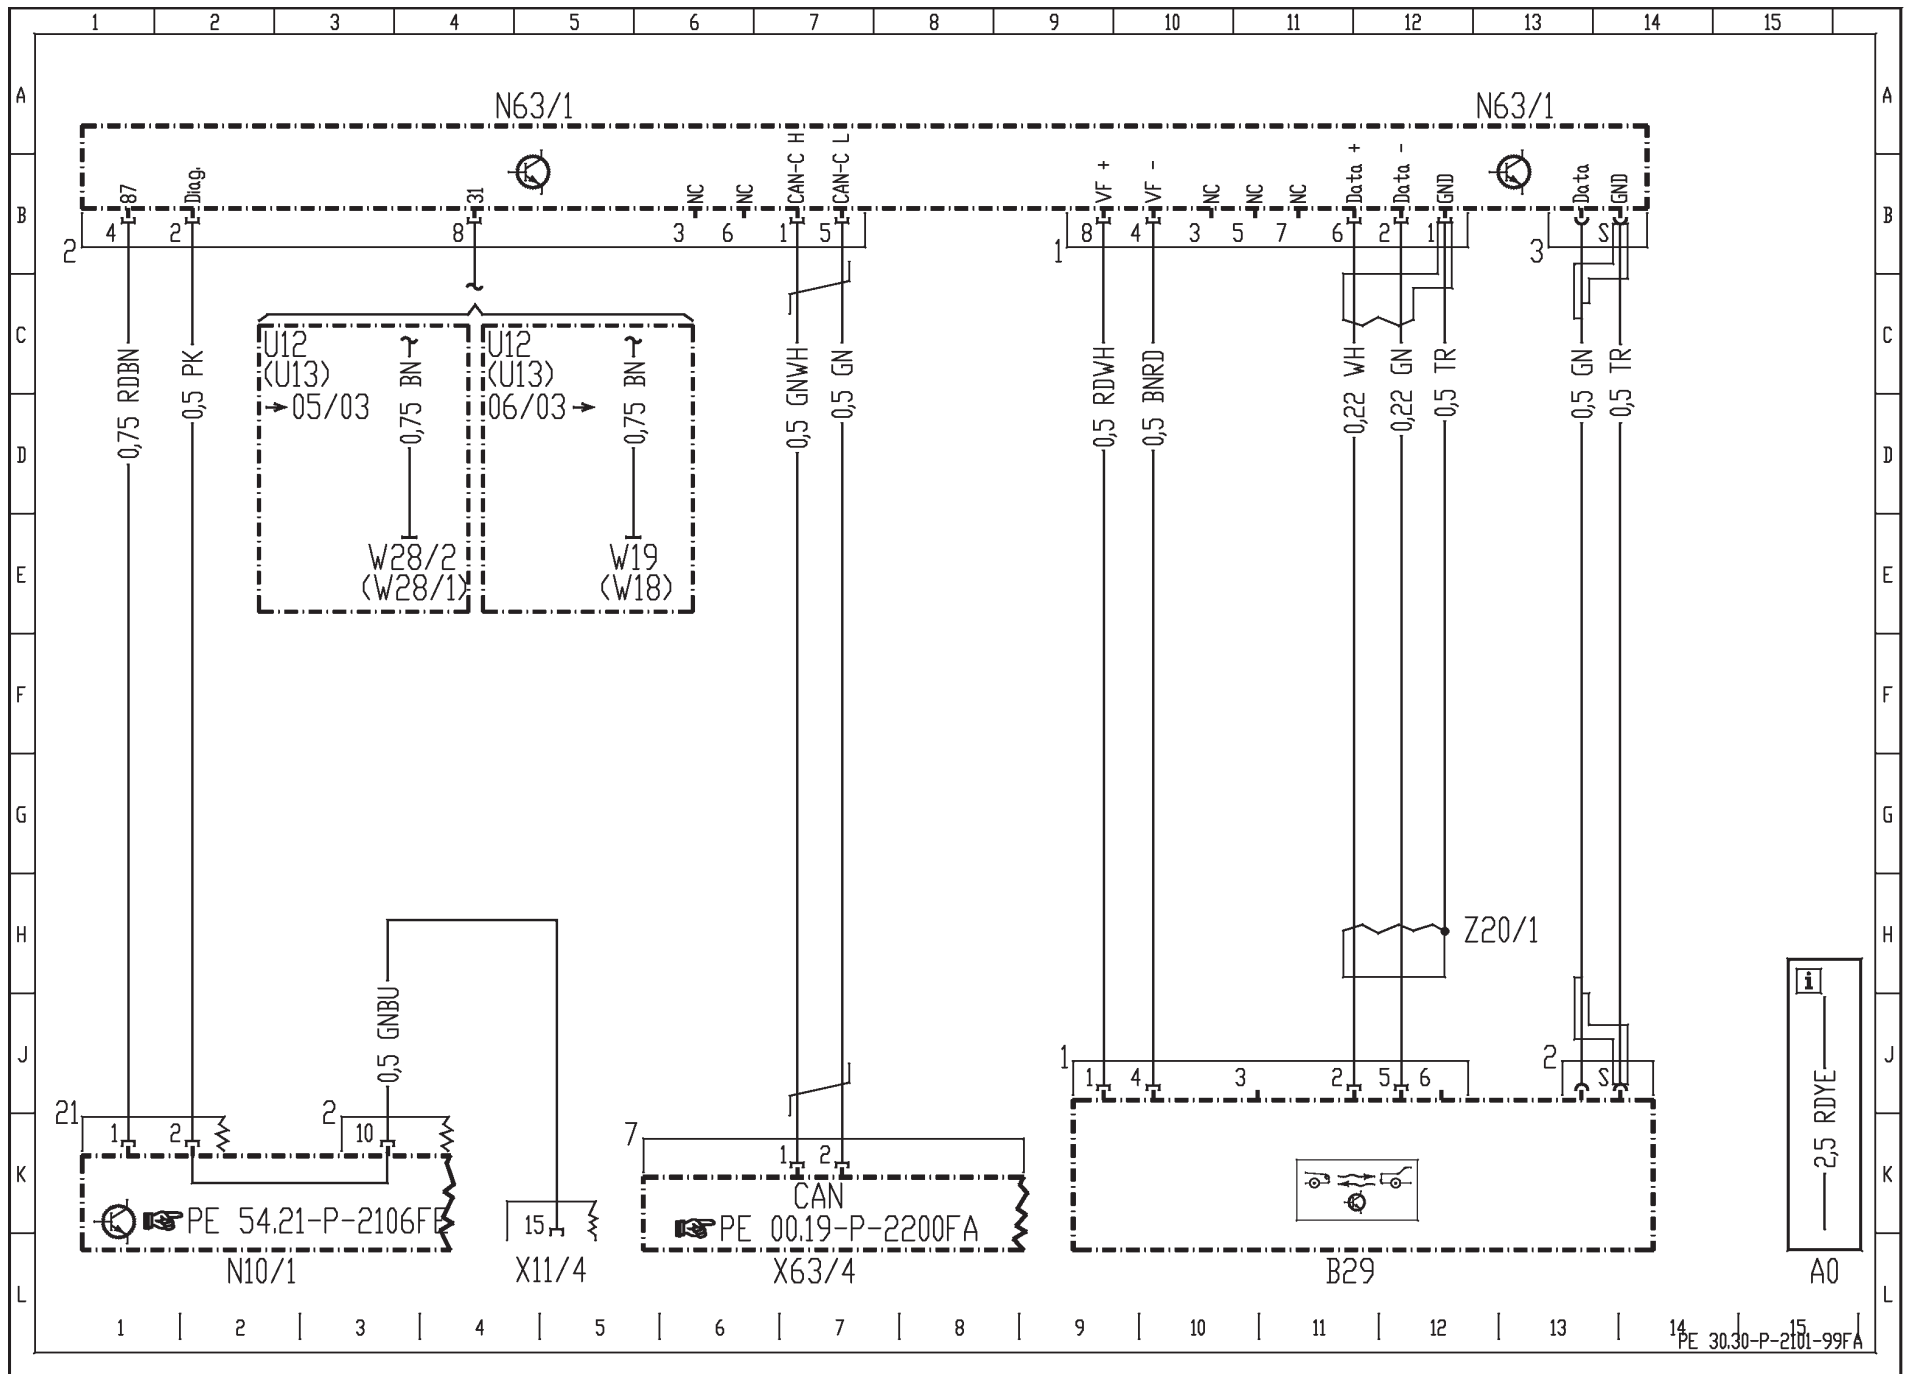 1 2 3 4 5 6 7 8 9 10 11 12 13 14 15
A A
N63/1 N63/1
87 Diag. 31 NC NC CAN-C H CAN-C L VF + VF - NC NC NC Data + Data - GND Data GND
B B
4 2 8 3 6 1 5 8 4 3 5 7 6 2 1 S
2 1 3
C C
U12 U12
(U13) (U13)
→ 05/03 06/03 →
0,75 RDBN
0,5 PK
0,75 BN
0,75 BN
0,5 GNWH
0,5 GN
0,5 RDWH
0,5 BNRD
0,22 WH
0,22 GN
0,5 TR
0,5 GN
0,5 TR
D D
W28/2 W19
(W28/1) (W18)
E E
F F
G G
H Z20/1 H
i
0,5 GNBU
J J
1 2
1 4 3 2 5 6 S
2,5 RDYE
21 2 7
1 2 10 1 2
K K
CAN
PE 54.21-P-2106FE 15 PE 00.19-P-2200FA
N10/1 X11/4 X63/4 B29 A0
L L
1 2 3 4 5 6 7 8 9 10 11 12 13 14 15
PE 30.30-P-2101-99FA